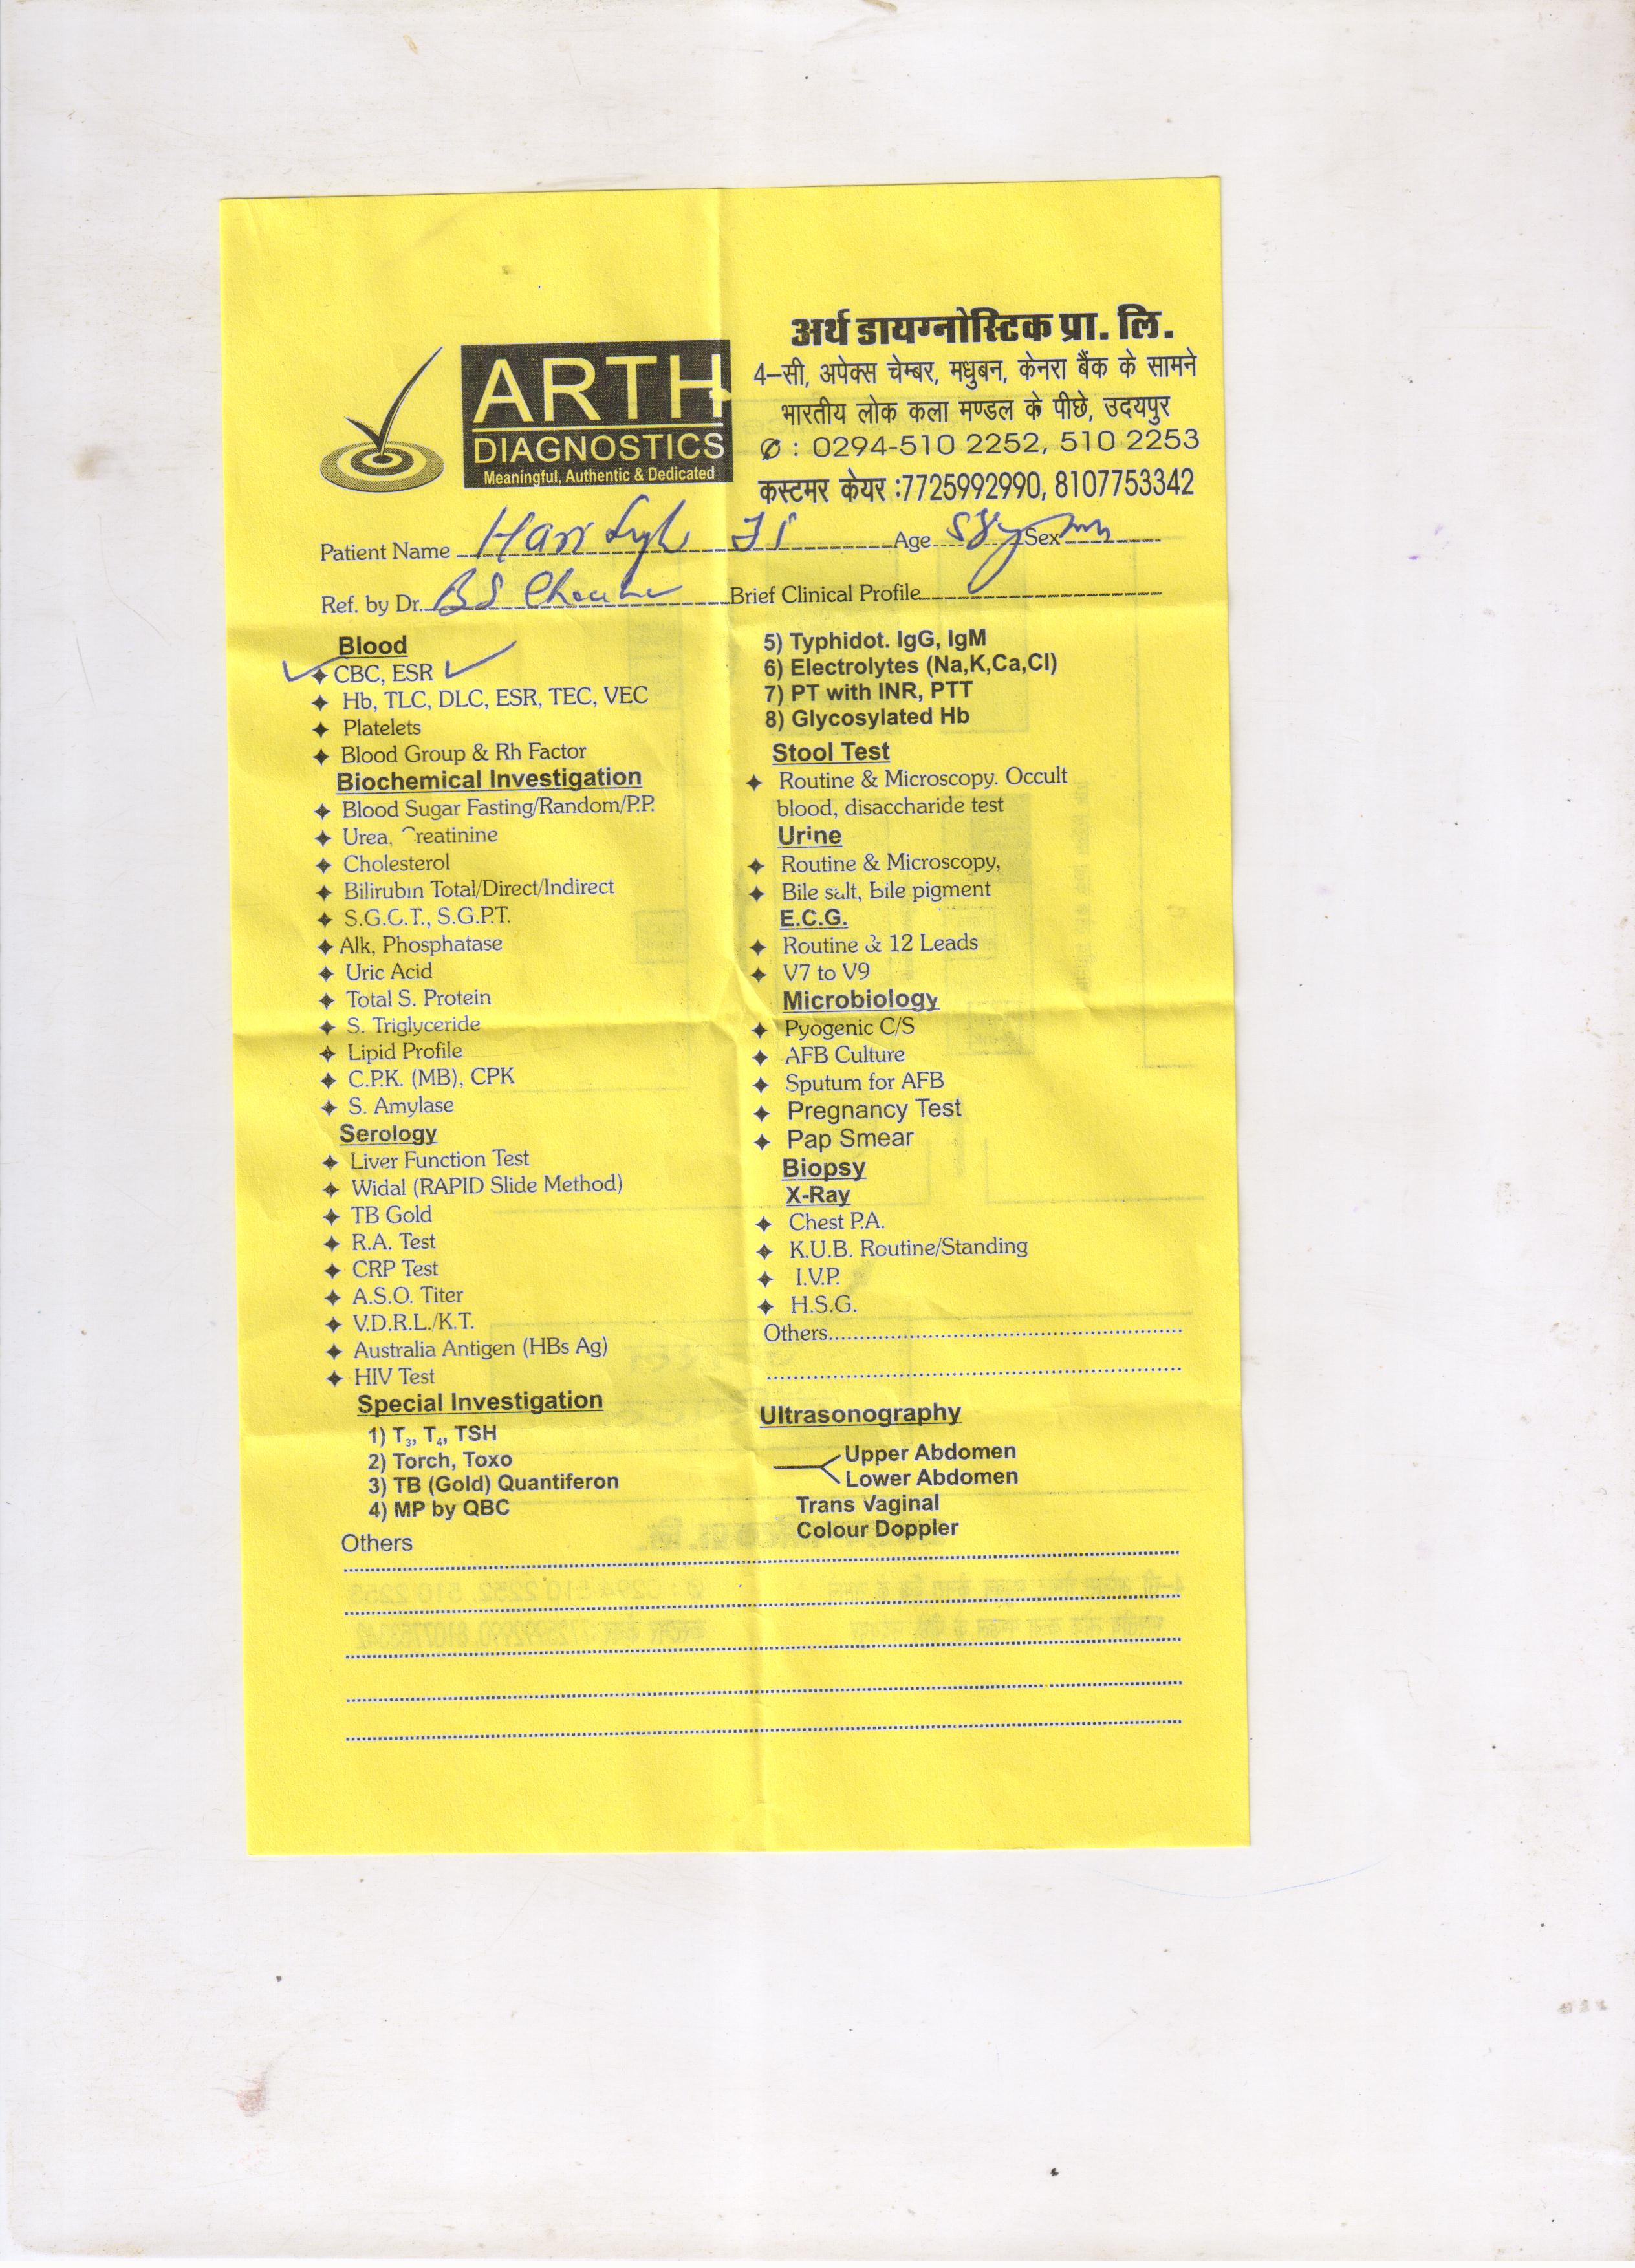 अर्थ डायग्नोस्टिक प्रा. लि.
ARTH
DIAGNOSTICS
Meaningful, Authentic & Dedicated
4-सी, अपेक्स चेम्बर, मधुबन, केनरा बैंक के सामने
भारतीय लोक कला मण्डल के पीछे, उदयपुर
: 0294-510 2252, 510 2253
कस्टमर केयर :7725992990, 8107753342
Patient Name Hari Age Sex
Ref. by Dr. BS Brief Clinical Profile
Blood
CBC, ESR
Hb, TLC, DLC, ESR, TEC, VEC
Platelets
Blood Group & Rh Factor
Biochemical Investigation
Blood Sugar Fasting/Random/P.P.
Urea, Creatinine
Cholesterol
Bilirubin Total/Direct/Indirect
S.G.O.T., S.G.P.T.
Alk, Phosphatase
Uric Acid
Total S. Protein
S. Triglyceride
Lipid Profile
C.P.K. (MB), CPK
S. Amylase
Serology
Liver Function Test
Widal (RAPID Slide Method)
TB Gold
R.A. Test
CRP Test
A.S.O. Titer
V.D.R.L./K.T.
Australia Antigen (HBs Ag)
HIV Test
Special Investigation
1) T3, T4, TSH
2) Torch, Toxo
3) TB (Gold) Quantiferon
4) MP by QBC
5) Typhidot. IgG, IgM
6) Electrolytes (Na,K,Ca,Cl)
7) PT with INR, PTT
8) Glycosylated Hb
Stool Test
Routine & Microscopy. Occult
blood, disaccharide test
Urine
Routine & Microscopy,
Bile salt, bile pigment
E.C.G.
Routine & 12 Leads
V7 to V9
Microbiology
Pyogenic C/S
AFB Culture
Sputum for AFB
Pregnancy Test
Pap Smear
Biopsy
X-Ray
Chest P.A.
K.U.B. Routine/Standing
I.V.P.
H.S.G.
Others
Ultrasonography
Upper Abdomen
Lower Abdomen
Trans Vaginal
Colour Doppler
Others